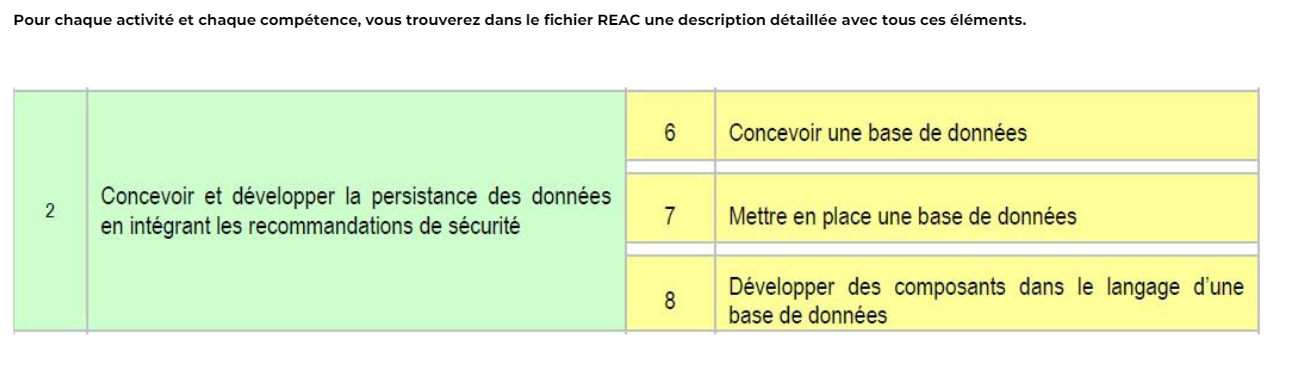 Pour chaque activité et chaque compétence, vous trouverez dans le fichier REAC une description détaillée avec tous ces éléments.
2
Concevoir et développer la persistance des données
en intégrant les recommandations de sécurité
6
Concevoir une base de données
7
Mettre en place une base de données
8
Développer des composants dans le langage d'une
base de données